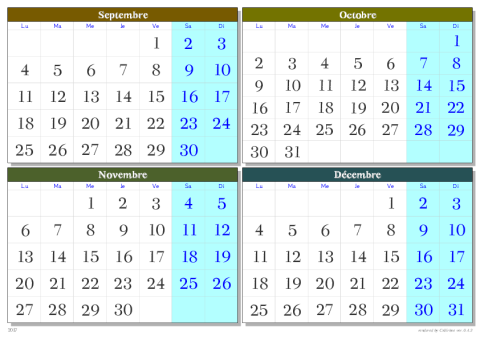 Septembre Octobre
Lu Ma Me Je Ve Sa Di Lu Ma Me Je Ve Sa Di
1 2 3 1
4 5 6 7 8 9 10 2 3 4 5 6 7 8
11 12 13 14 15 16 17 9 10 11 12 13 14 15
18 19 20 21 22 23 24 16 17 18 19 20 21 22
25 26 27 28 29 30 23 24 25 26 27 28 29
30 31
Novembre Décembre
Lu Ma Me Je Ve Sa Di Lu Ma Me Je Ve Sa Di
1 2 3 4 5 1 2 3
6 7 8 9 10 11 12 4 5 6 7 8 9 10
13 14 15 16 17 18 19 11 12 13 14 15 16 17
20 21 22 23 24 25 26 18 19 20 21 22 23 24
27 28 29 30 25 26 27 28 29 30 31